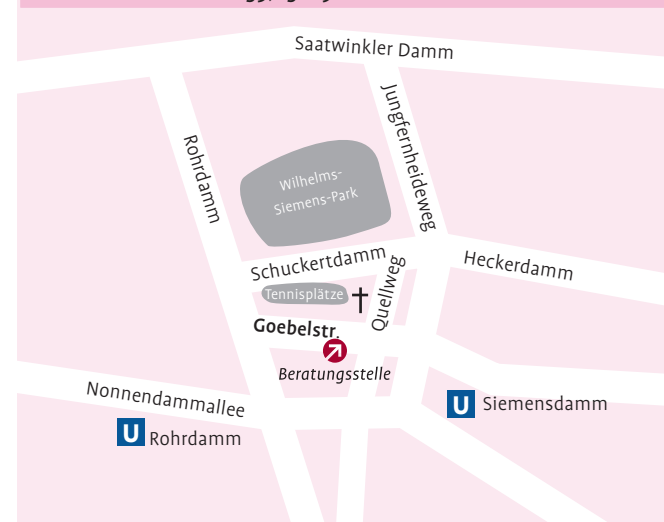 Saatwinkler Damm
Jungfernheideweg
Rohrdamm
Wilhelms-
Siemens-Park
Schuckertdamm
Heckerdamm
Quellweg
Tennisplätze
Goebelstr.
Beratungsstelle
Nonnendammallee
U Siemensdamm
U Rohrdamm